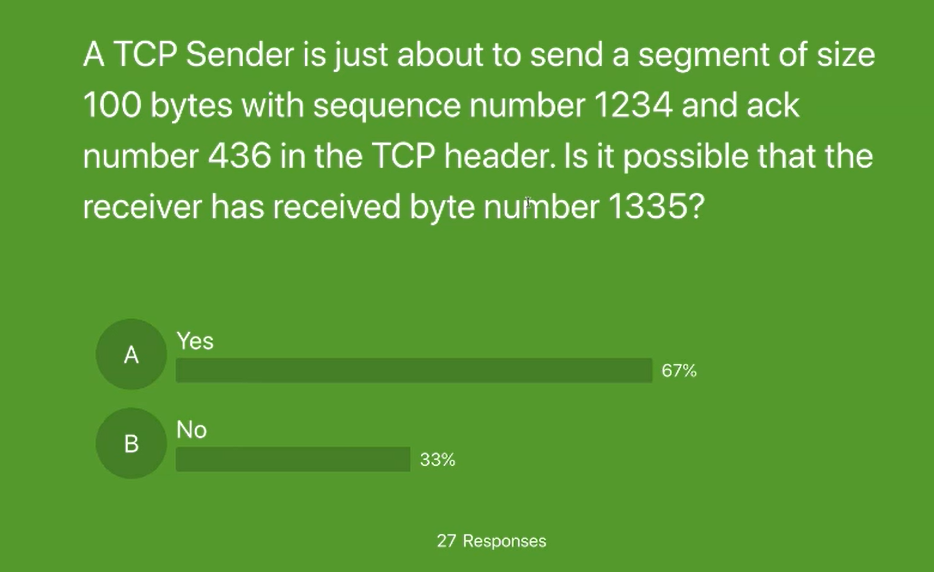 A TCP Sender is just about to send a segment of size
100 bytes with sequence number 1234 and ack
number 436 in the TCP header. Is it possible that the
receiver has received byte number 1335?
A
Yes
67%
B
No
33%
27 Responses